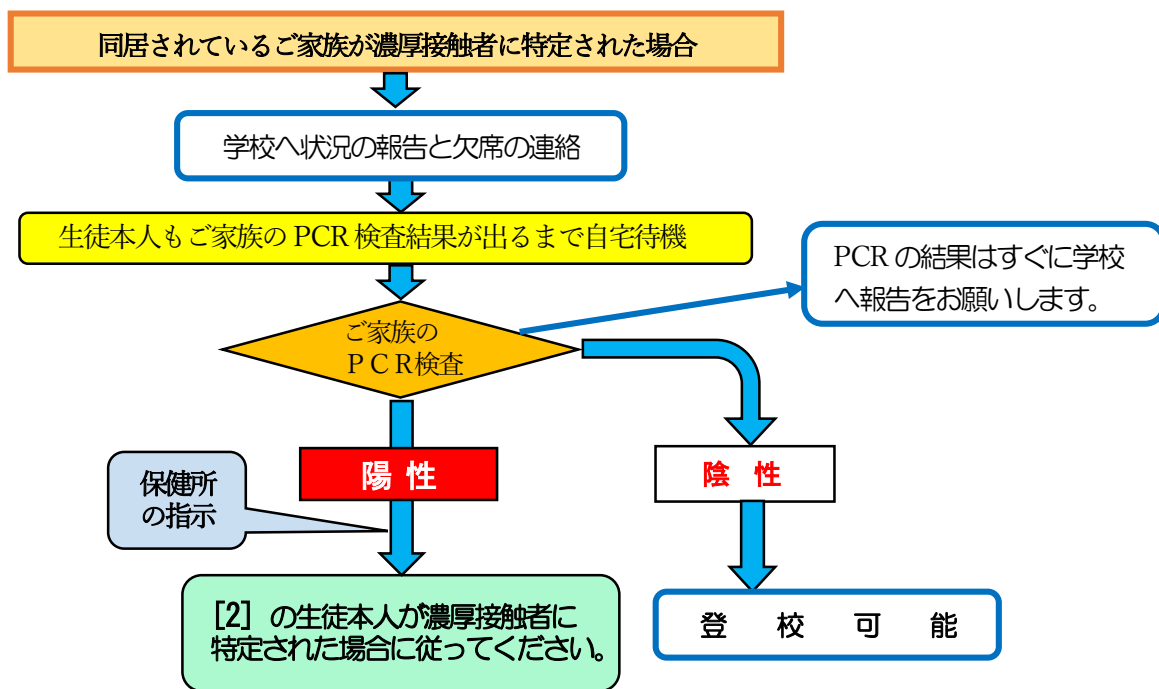 同居されているご家族が濃厚接触者に特定された場合
学校へ状況の報告と欠席の連絡
生徒本人もご家族の PCR 検査結果が出るまで自宅待機
PCR の結果はすぐに学校
へ報告をお願いします。
ご家族の
ＰＣＲ検査
陽 性
陰 性
保健所
の指示
[2] の生徒本人が濃厚接触者に
特定された場合に従ってください。
登 校 可 能